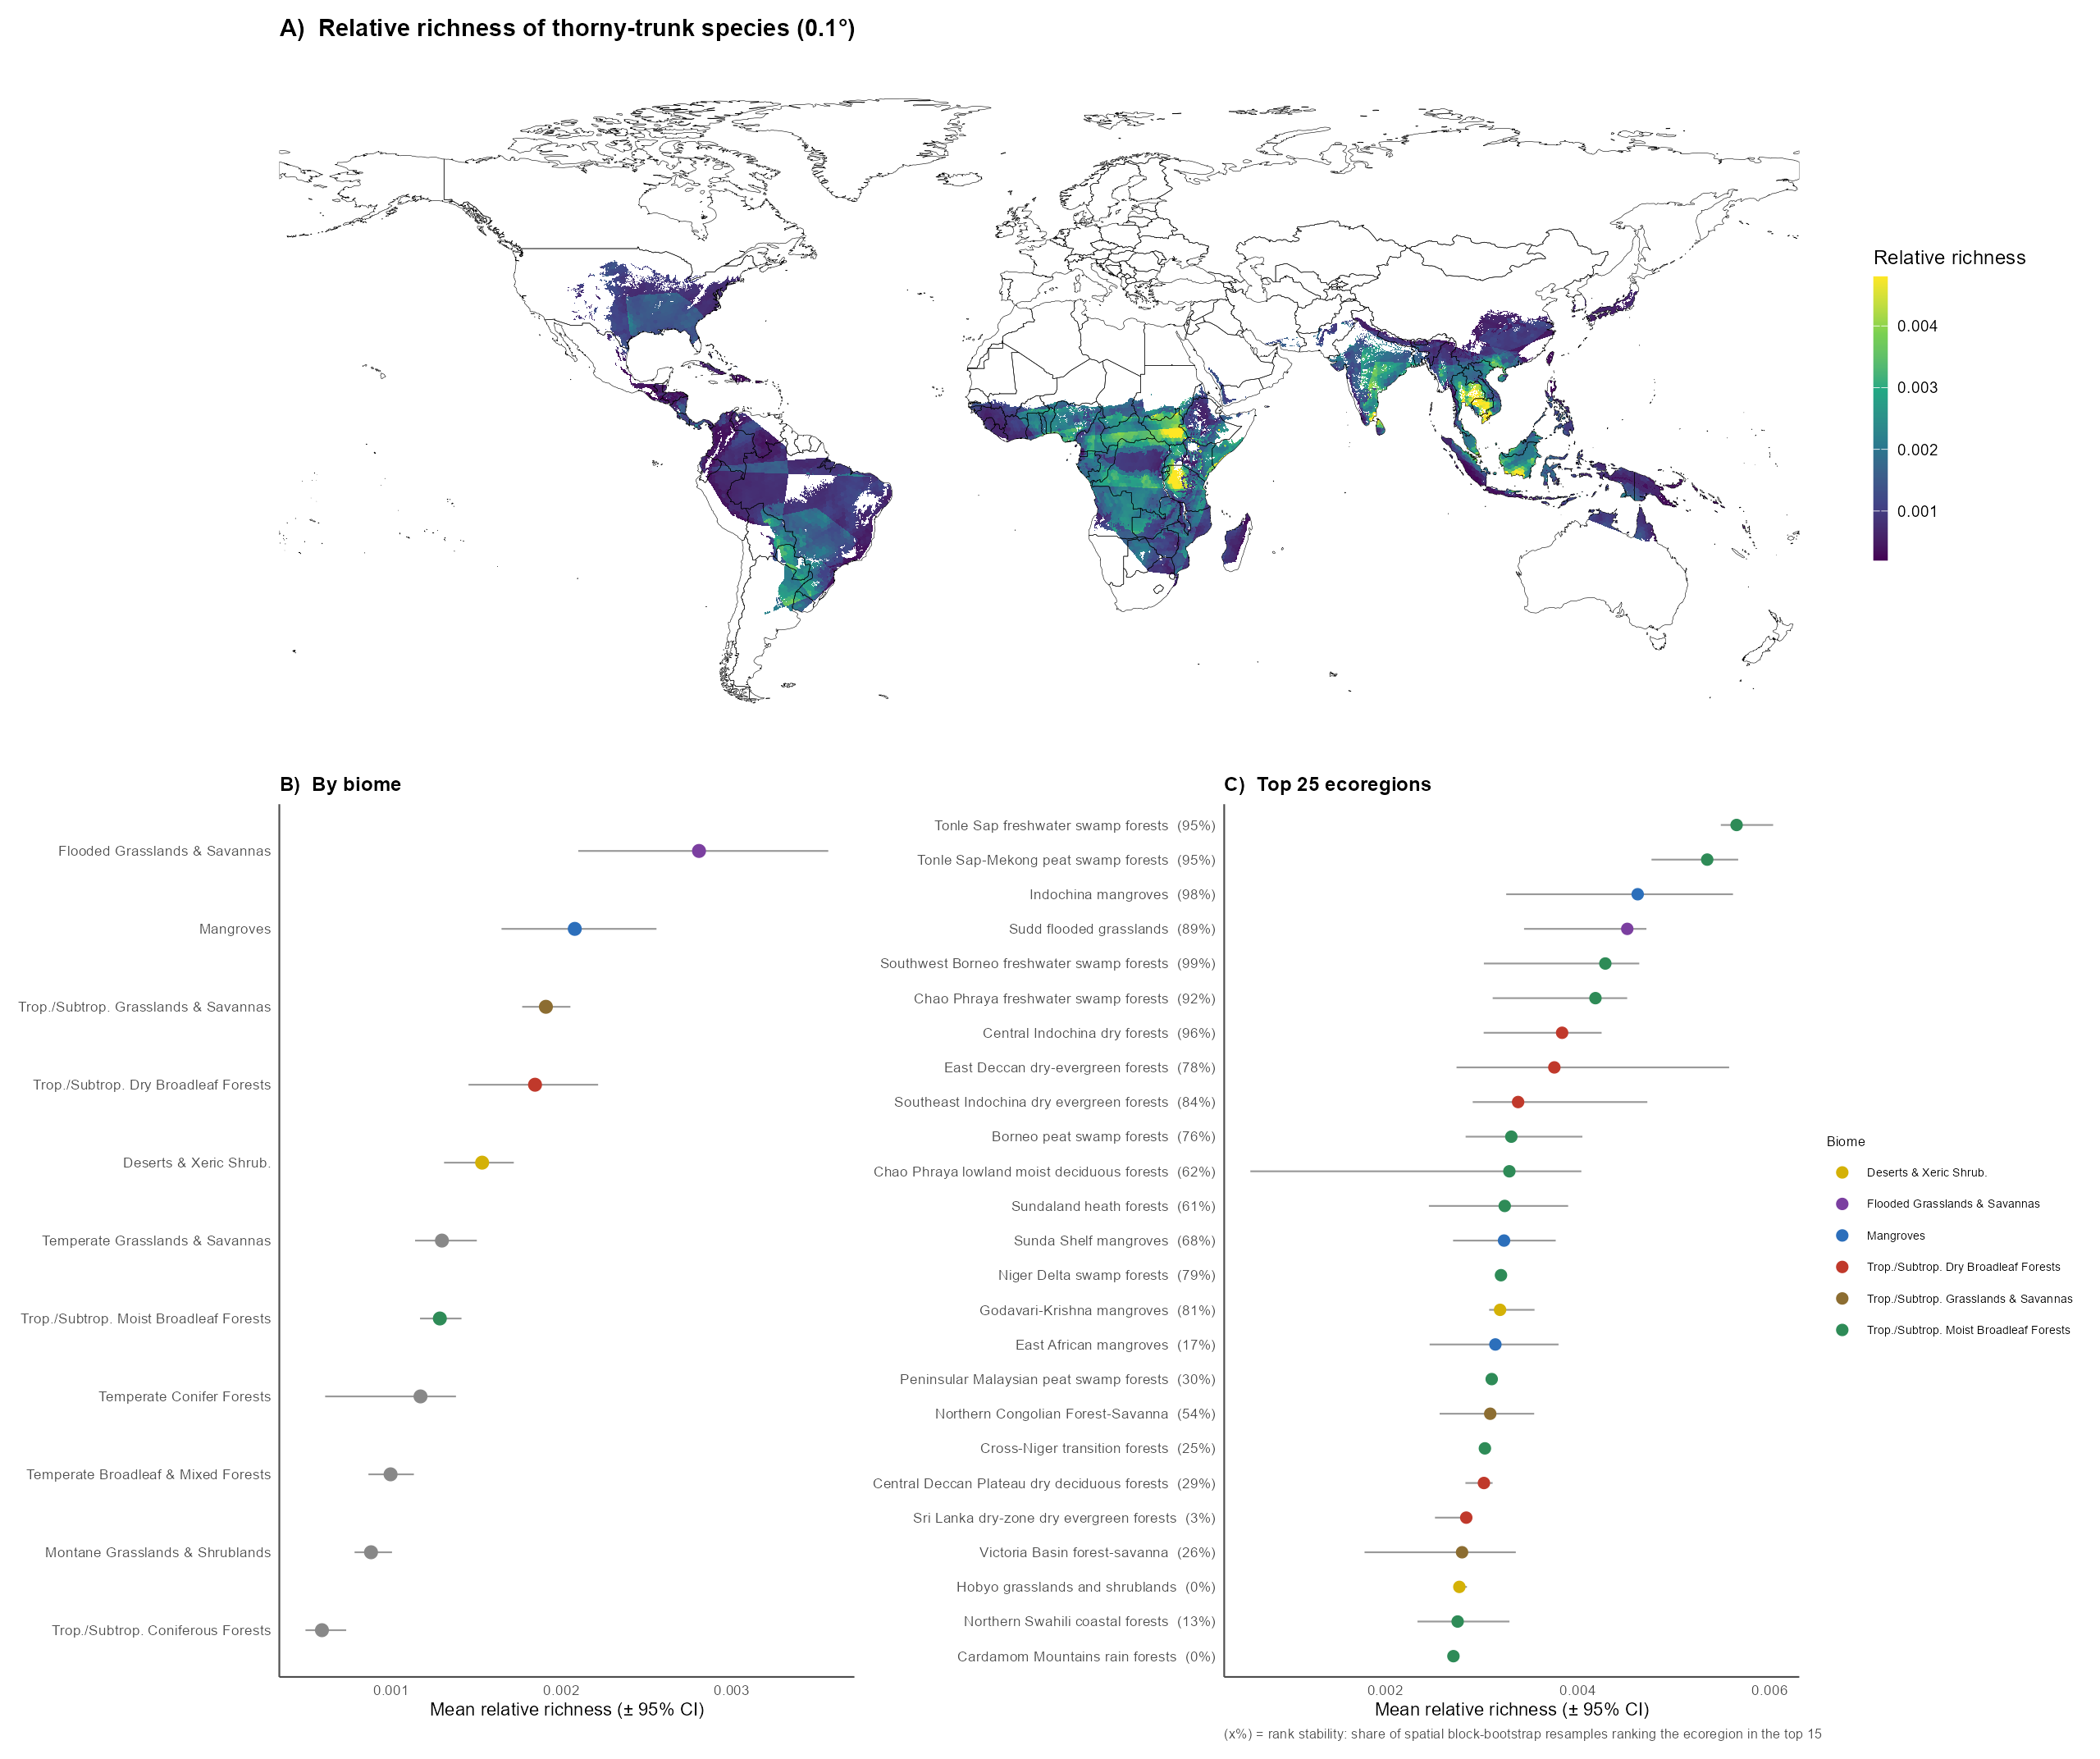 A)  Relative richness of thorny-trunk species (0.1°)
Relative richness
0.004
0.003
0.002
0.001
B)  By biome
Flooded Grasslands & Savannas
Mangroves
Trop./Subtrop. Grasslands & Savannas
Trop./Subtrop. Dry Broadleaf Forests
Deserts & Xeric Shrub.
Temperate Grasslands & Savannas
Trop./Subtrop. Moist Broadleaf Forests
Temperate Conifer Forests
Temperate Broadleaf & Mixed Forests
Montane Grasslands & Shrublands
Trop./Subtrop. Coniferous Forests
0.001 0.002 0.003
Mean relative richness (± 95% CI)
C)  Top 25 ecoregions
Tonle Sap freshwater swamp forests (95%)
Tonle Sap-Mekong peat swamp forests (95%)
Indochina mangroves (98%)
Sudd flooded grasslands (89%)
Southwest Borneo freshwater swamp forests (99%)
Chao Phraya freshwater swamp forests (92%)
Central Indochina dry forests (96%)
East Deccan dry-evergreen forests (78%)
Southeast Indochina dry evergreen forests (84%)
Borneo peat swamp forests (76%)
Chao Phraya lowland moist deciduous forests (62%)
Sundaland heath forests (61%)
Sunda Shelf mangroves (68%)
Niger Delta swamp forests (79%)
Godavari-Krishna mangroves (81%)
East African mangroves (17%)
Peninsular Malaysian peat swamp forests (30%)
Northern Congolian Forest-Savanna (54%)
Cross-Niger transition forests (25%)
Central Deccan Plateau dry deciduous forests (29%)
Sri Lanka dry-zone dry evergreen forests (3%)
Victoria Basin forest-savanna (26%)
Hobyo grasslands and shrublands (0%)
Northern Swahili coastal forests (13%)
Cardamom Mountains rain forests (0%)
0.002 0.004 0.006
Mean relative richness (± 95% CI)
(x%) = rank stability: share of spatial block-bootstrap resamples ranking the ecoregion in the top 15
Biome
Deserts & Xeric Shrub.
Flooded Grasslands & Savannas
Mangroves
Trop./Subtrop. Dry Broadleaf Forests
Trop./Subtrop. Grasslands & Savannas
Trop./Subtrop. Moist Broadleaf Forests